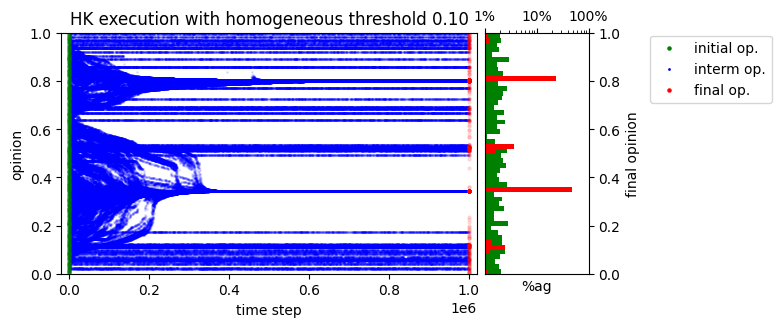 HK execution with homogeneous threshold 0.10
1% 10% 100%
1.0
0.8
0.6
0.4
0.2
0.0
opinion
0.0 0.2 0.4 0.6 0.8 1.0
1e6
time step
%ag
1.0
0.8
0.6
0.4
0.2
0.0
final opinion
initial op.
interm op.
final op.